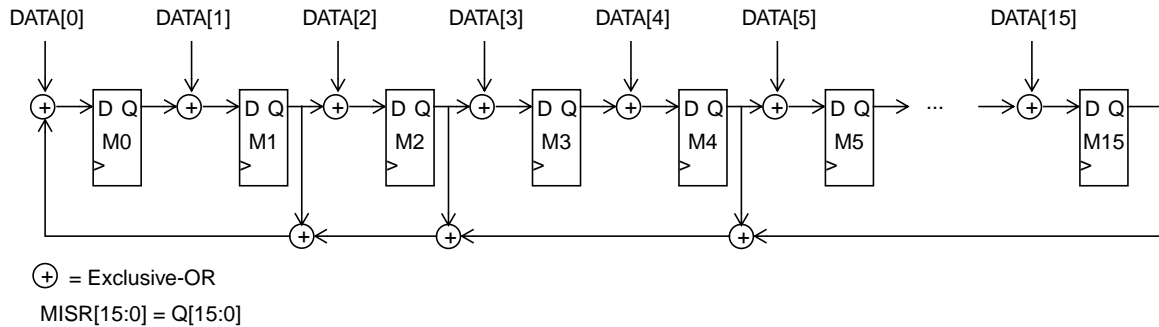 DATA[0] DATA[1] DATA[2] DATA[3] DATA[4] DATA[5] DATA[15]
+ D Q + D Q + D Q + D Q + D Q + D Q ... + D Q
M0 M1 M2 M3 M4 M5 M15
+ + +
+ = Exclusive-OR
MISR[15:0] = Q[15:0]